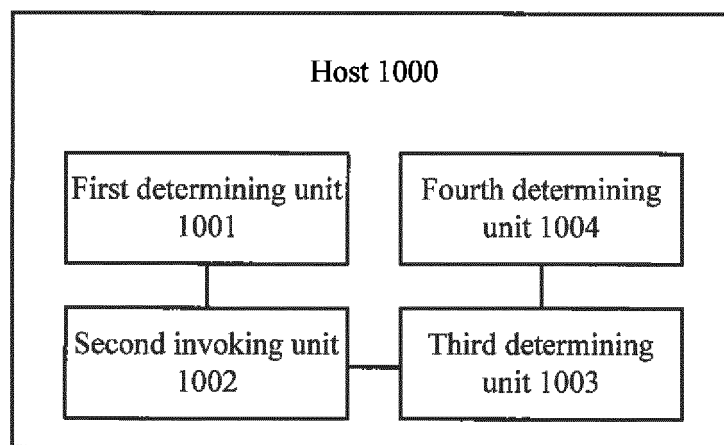 Host 1000
First determining unit
1001
Fourth determining
unit 1004
Second invoking unit
1002
Third determining
unit 1003